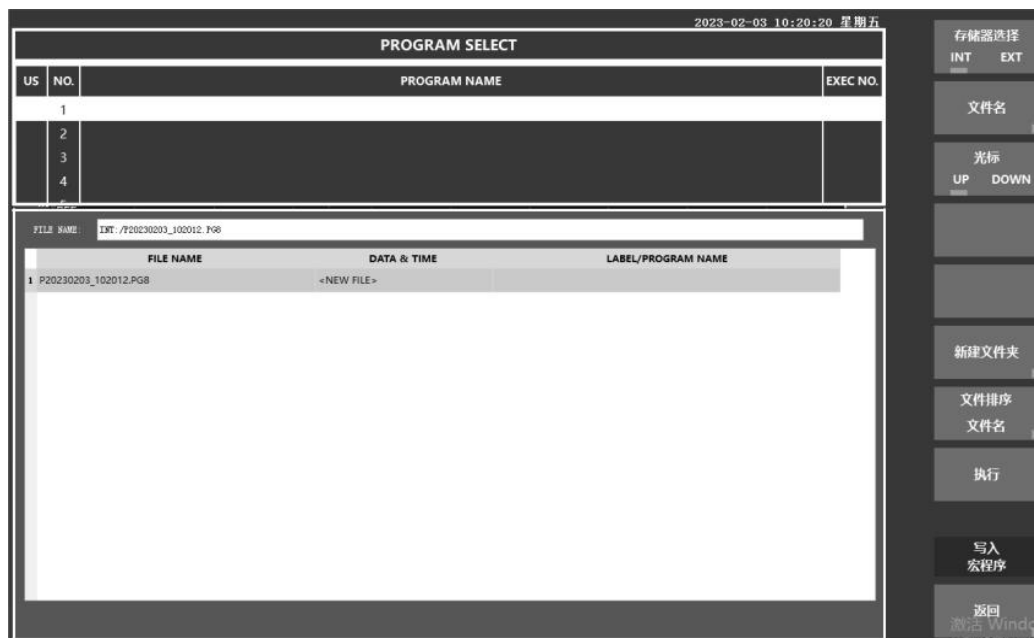 2023-02-03 10:20:20 星期五
PROGRAM SELECT
US NO. PROGRAM NAME EXEC NO.
1
2
3
4
FILE NAME: INT:/P20230203_102012.PG8
FILE NAME DATA & TIME LABEL/PROGRAM NAME
1 P20230203_102012.PG8 <NEW FILE>
存储器选择
INT EXT
文件名
光标
UP DOWN
新建文件夹
文件排序
文件名
执行
写入
宏程序
返回
激活 Windo